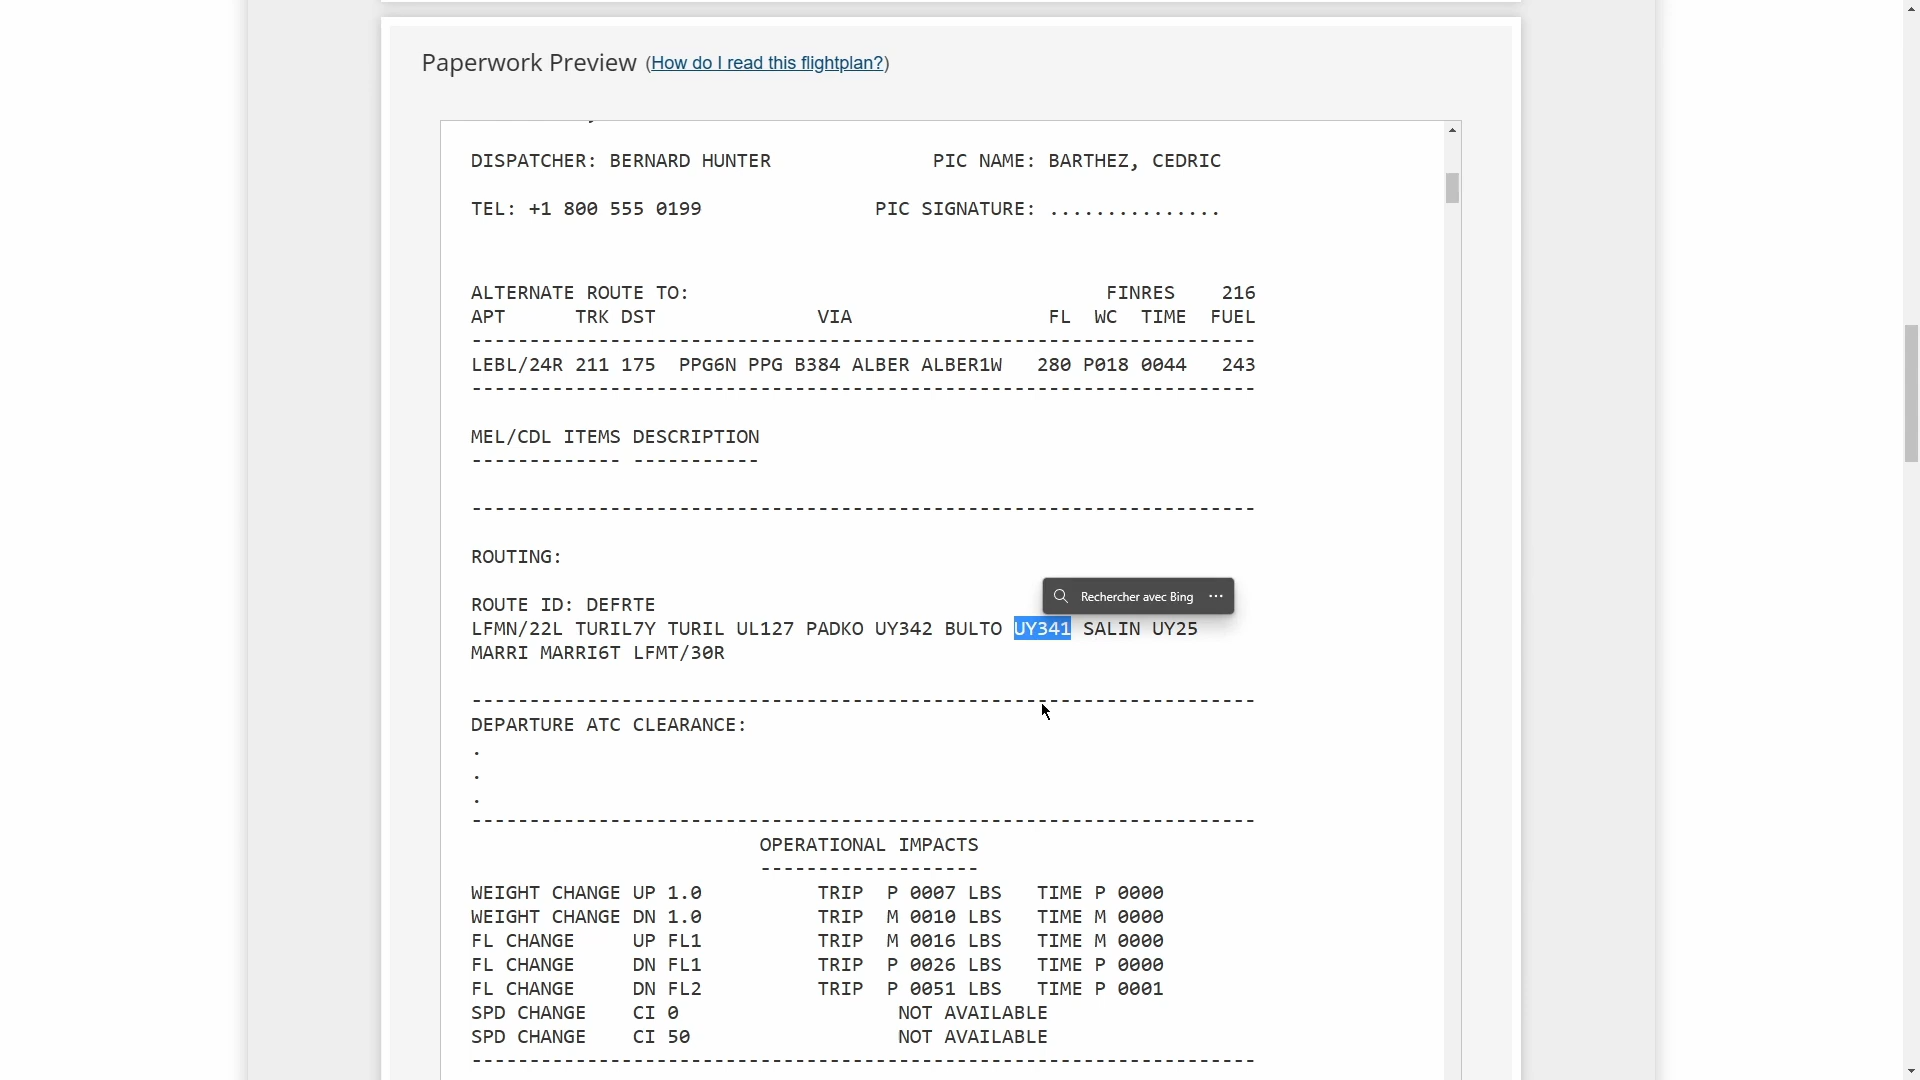 Paperwork Preview (How do I read this flightplan?)
DISPATCHER: BERNARD HUNTER PIC NAME: BARTHEZ, CEDRIC
TEL: +1 800 555 0199 PIC SIGNATURE: ...............
ALTERNATE ROUTE TO: FINRES 216
APT TRK DST VIA FL WC TIME FUEL
--------------------------------------------------------------------
LEBL/24R 211 175 PPG6N PPG B384 ALBER ALBER1W 280 P018 0044 243
--------------------------------------------------------------------
MEL/CDL ITEMS DESCRIPTION
------------- -----------
--------------------------------------------------------------------
ROUTING:
Rechercher avec Bing ···
ROUTE ID: DEFRTE
LFMN/22L TURIL7Y TURIL UL127 PADKO UY342 BULTO UY341 SALIN UY25
MARRI MARRI6T LFMT/30R
--------------------------------------------------------------------
DEPARTURE ATC CLEARANCE:
.
.
.
--------------------------------------------------------------------
OPERATIONAL IMPACTS
-------------------
WEIGHT CHANGE UP 1.0 TRIP P 0007 LBS TIME P 0000
WEIGHT CHANGE DN 1.0 TRIP M 0010 LBS TIME M 0000
FL CHANGE UP FL1 TRIP M 0016 LBS TIME M 0000
FL CHANGE DN FL1 TRIP P 0026 LBS TIME P 0000
FL CHANGE DN FL2 TRIP P 0051 LBS TIME P 0001
SPD CHANGE CI 0 NOT AVAILABLE
SPD CHANGE CI 50 NOT AVAILABLE
--------------------------------------------------------------------